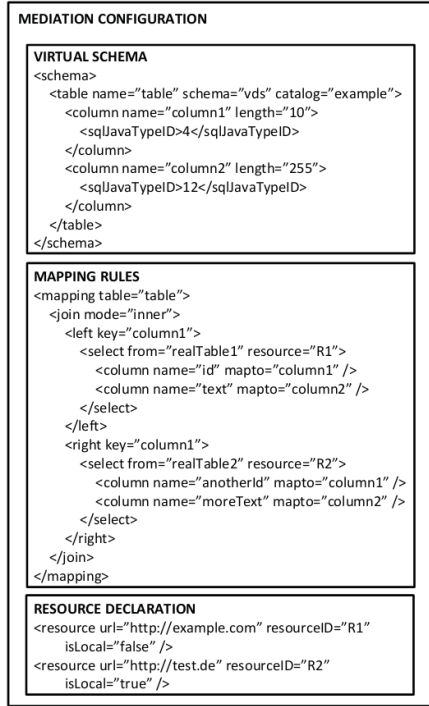 MEDIATION CONFIGURATION
VIRTUAL SCHEMA
<schema>
<table name=”table” schema=”vds” catalog=”example”>
<column name=”column1” length=”10”>
<sqlJavaTypeID>4</sqlJavaTypeID>
</column>
<column name=”column2” length=”255”>
<sqlJavaTypeID>12</sqlJavaTypeID>
</column>
</table>
</schema>
MAPPING RULES
<mapping table=”table”>
<join mode=”inner”>
<left key=”column1”>
<select from=”realTable1” resource=”R1”>
<column name=”id” mapto=”column1” />
<column name=”text” mapto=”column2” />
</select>
</left>
<right key=”column1”>
<select from=”realTable2” resource=”R2”>
<column name=”anotherId” mapto=”column1” />
<column name=”moreText” mapto=”column2” />
</select>
</right>
</join>
</mapping>
RESOURCE DECLARATION
<resource url=”http://example.com” resourceID=”R1”
isLocal=”false” />
<resource url=”http://test.de” resourceID=”R2”
isLocal=”true” />